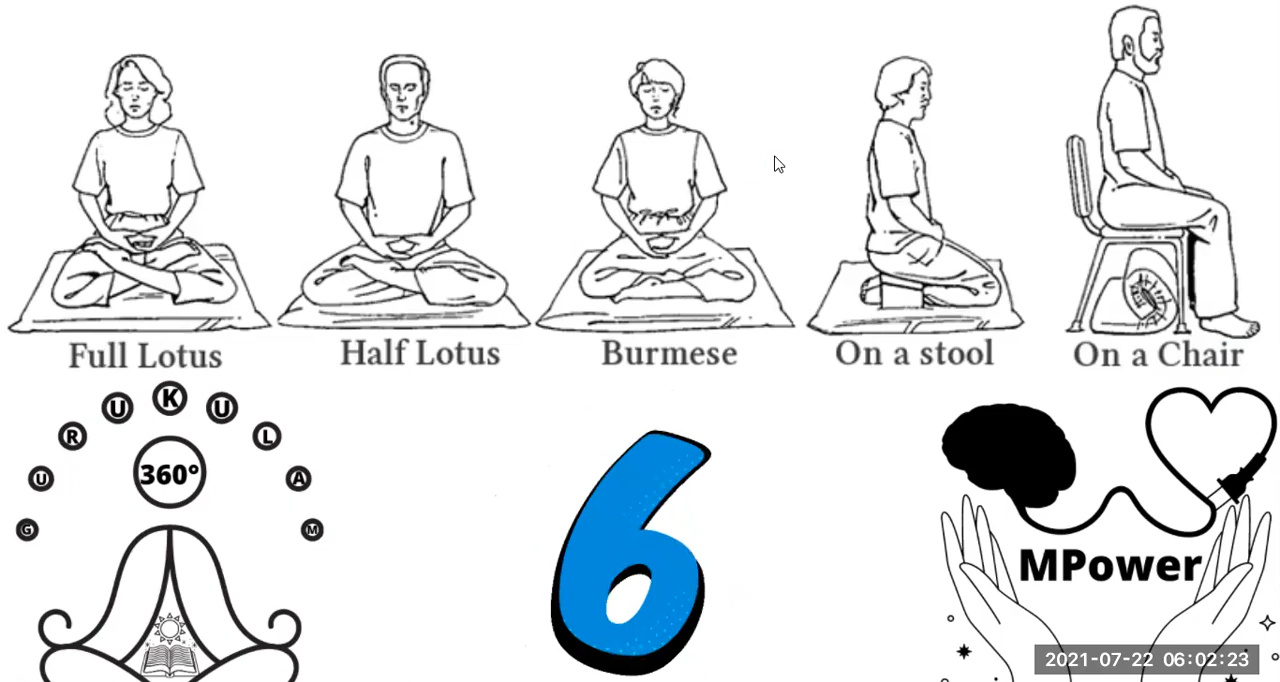 Full Lotus
Half Lotus
Burmese
On a stool
On a Chair
GURUKULAM
360°
6
MPower
2021-07-22 06:02:23